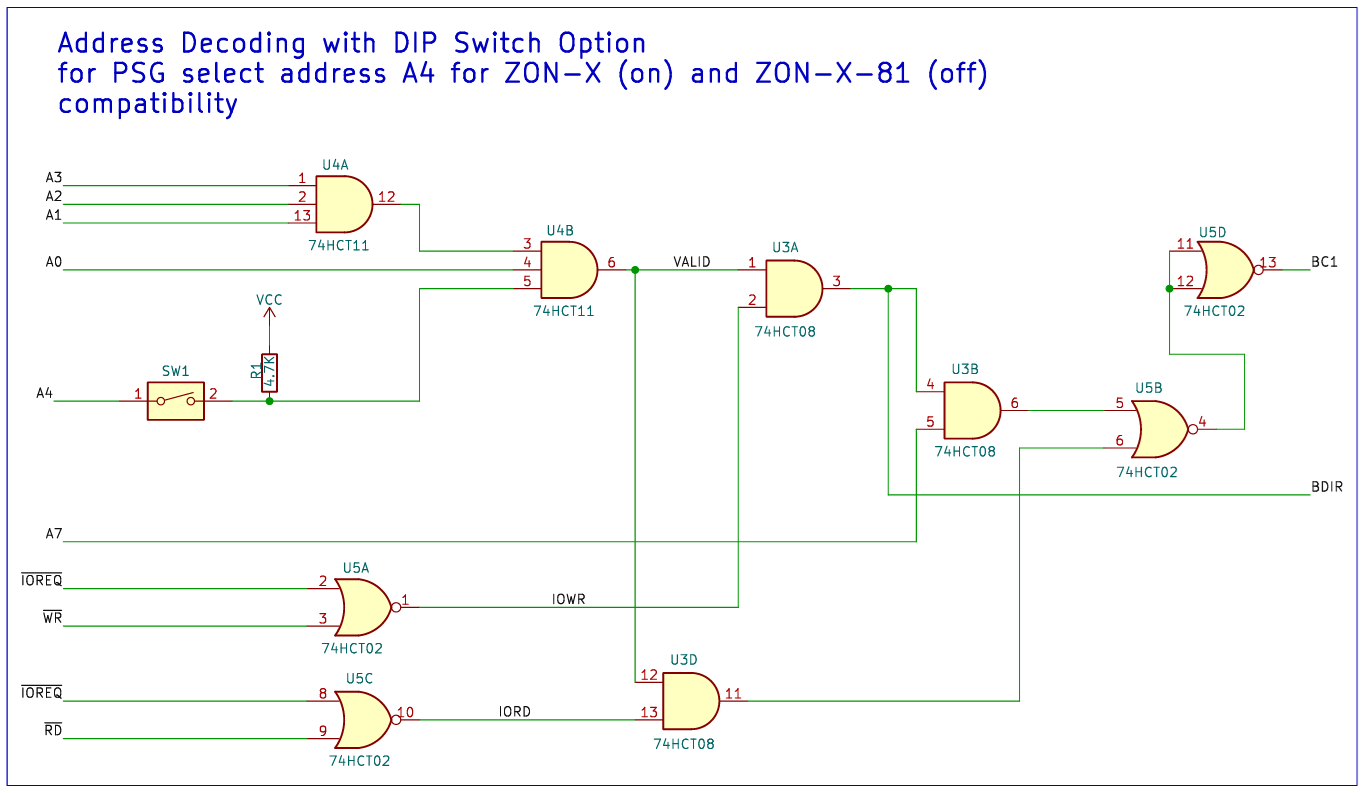 Address Decoding with DIP Switch Option
for PSG select address A4 for ZON-X (on) and ZON-X-81 (off)
compatibility
U4A
A3
1
A2
2
12
A1
13
74HCT11
U4B
3
A0
4
6
5
74HCT11
VALID
U3A
1
3
2
74HCT08
U5D
11
13
BC1
12
74HCT02
VCC
R1
4.7K
SW1
A4
1
2
U3B
4
6
5
74HCT08
U5B
5
4
6
74HCT02
BDIR
A7
U5A
IOREQ
2
1
IOWR
WR
3
74HCT02
U3D
12
11
13
74HCT08
U5C
IOREQ
8
10
IORD
RD
9
74HCT02